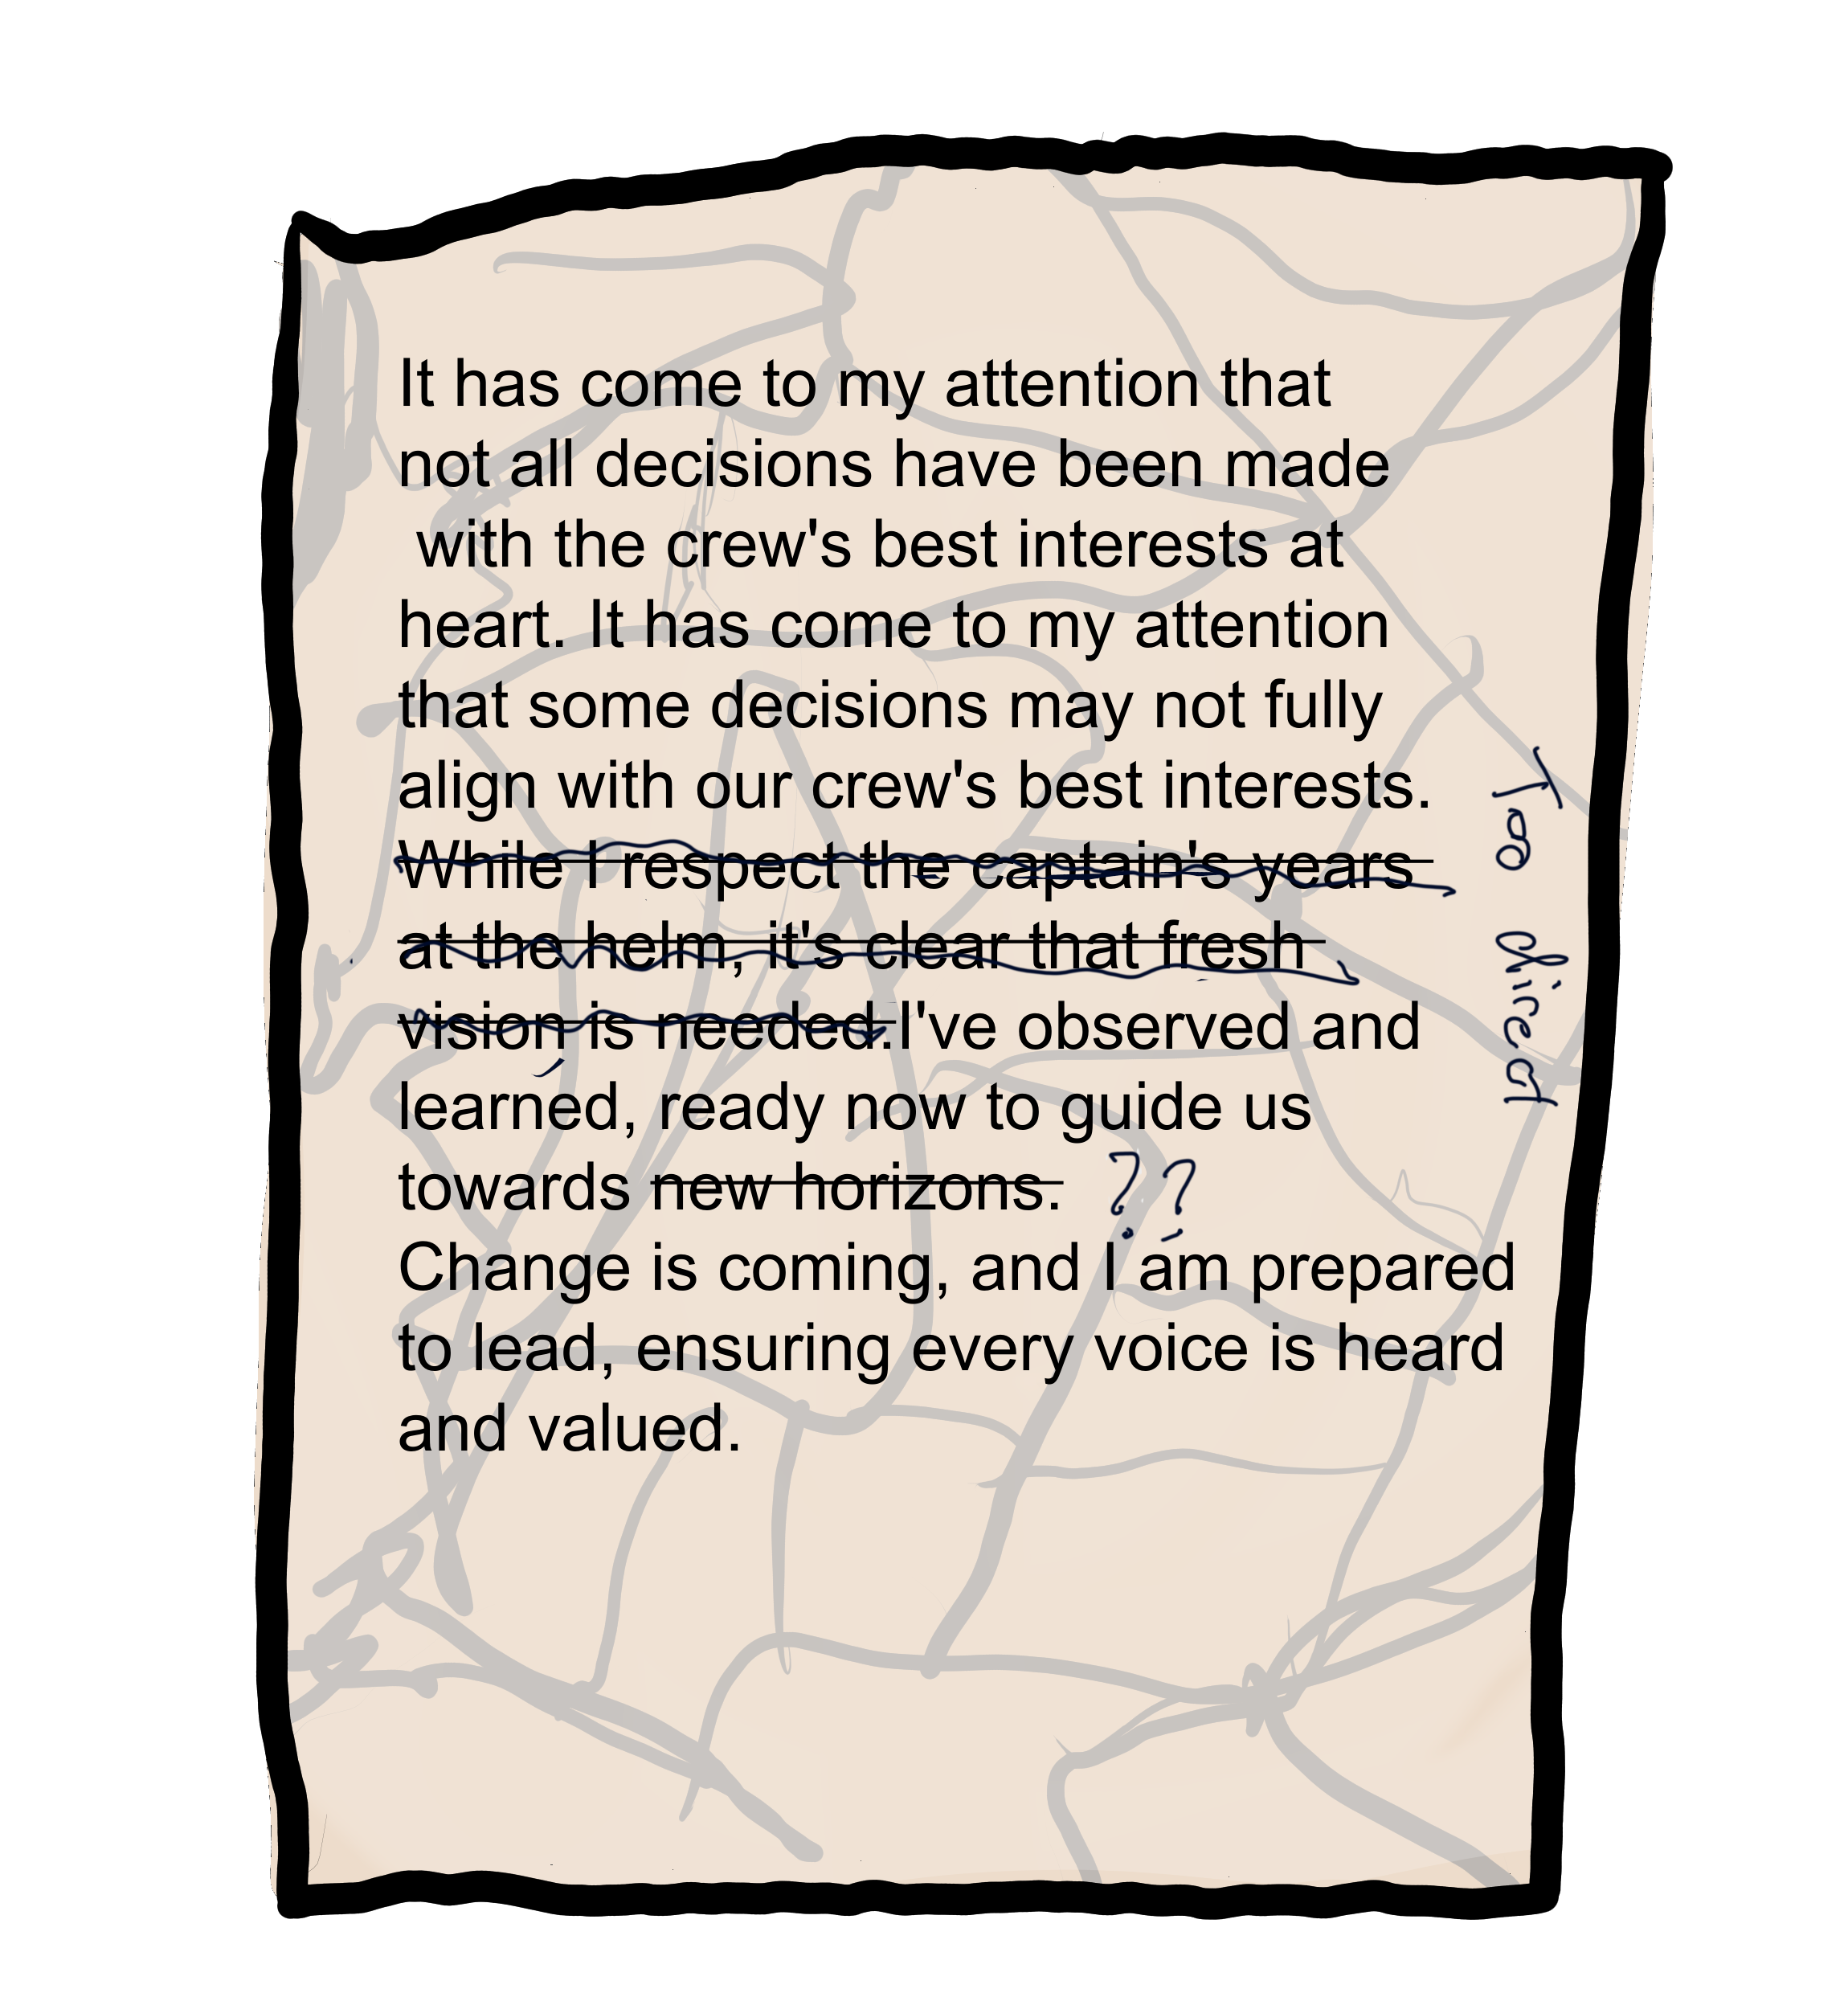 It has come to my attention that
not all decisions have been made
with the crew's best interests at
heart. It has come to my attention
that some decisions may not fully
align with our crew's best interests.
While I respect the captain's years
at the helm, it's clear that fresh
vision is needed.I've observed and
learned, ready now to guide us
towards new horizons. ??
Change is coming, and I am prepared
to lead, ensuring every voice is heard
and valued.
Too direct